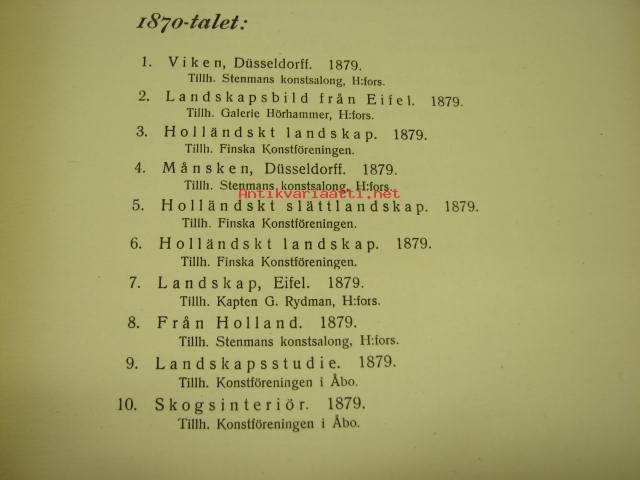 1870-talet:
1. Viken, Düsseldorff. 1879.
Tillh. Stenmans konstsalong, H:fors.
2. Landskapsbild från Eifel. 1879.
Tillh. Galerie Hörhammer, H:fors.
3. Holländskt landskap. 1879.
Tillh. Finska Konstföreningen.
4. Månsken, Düsseldorff. 1879.
Tillh. Stenmans konstsalong, H:fors.
Antikvariaatti.net
5. Holländskt slättlandskap. 1879.
Tillh. Finska Konstföreningen.
6. Holländskt landskap. 1879.
Tillh. Finska Konstföreningen.
7. Landskap, Eifel. 1879.
Tillh. Kapten G. Rydman, H:fors.
8. Från Holland. 1879.
Tillh. Stenmans konstsalong, H:fors.
9. Landskapsstudie. 1879.
Tillh. Konstföreningen i Åbo.
10. Skogsinteriör. 1879.
Tillh. Konstföreningen i Åbo.